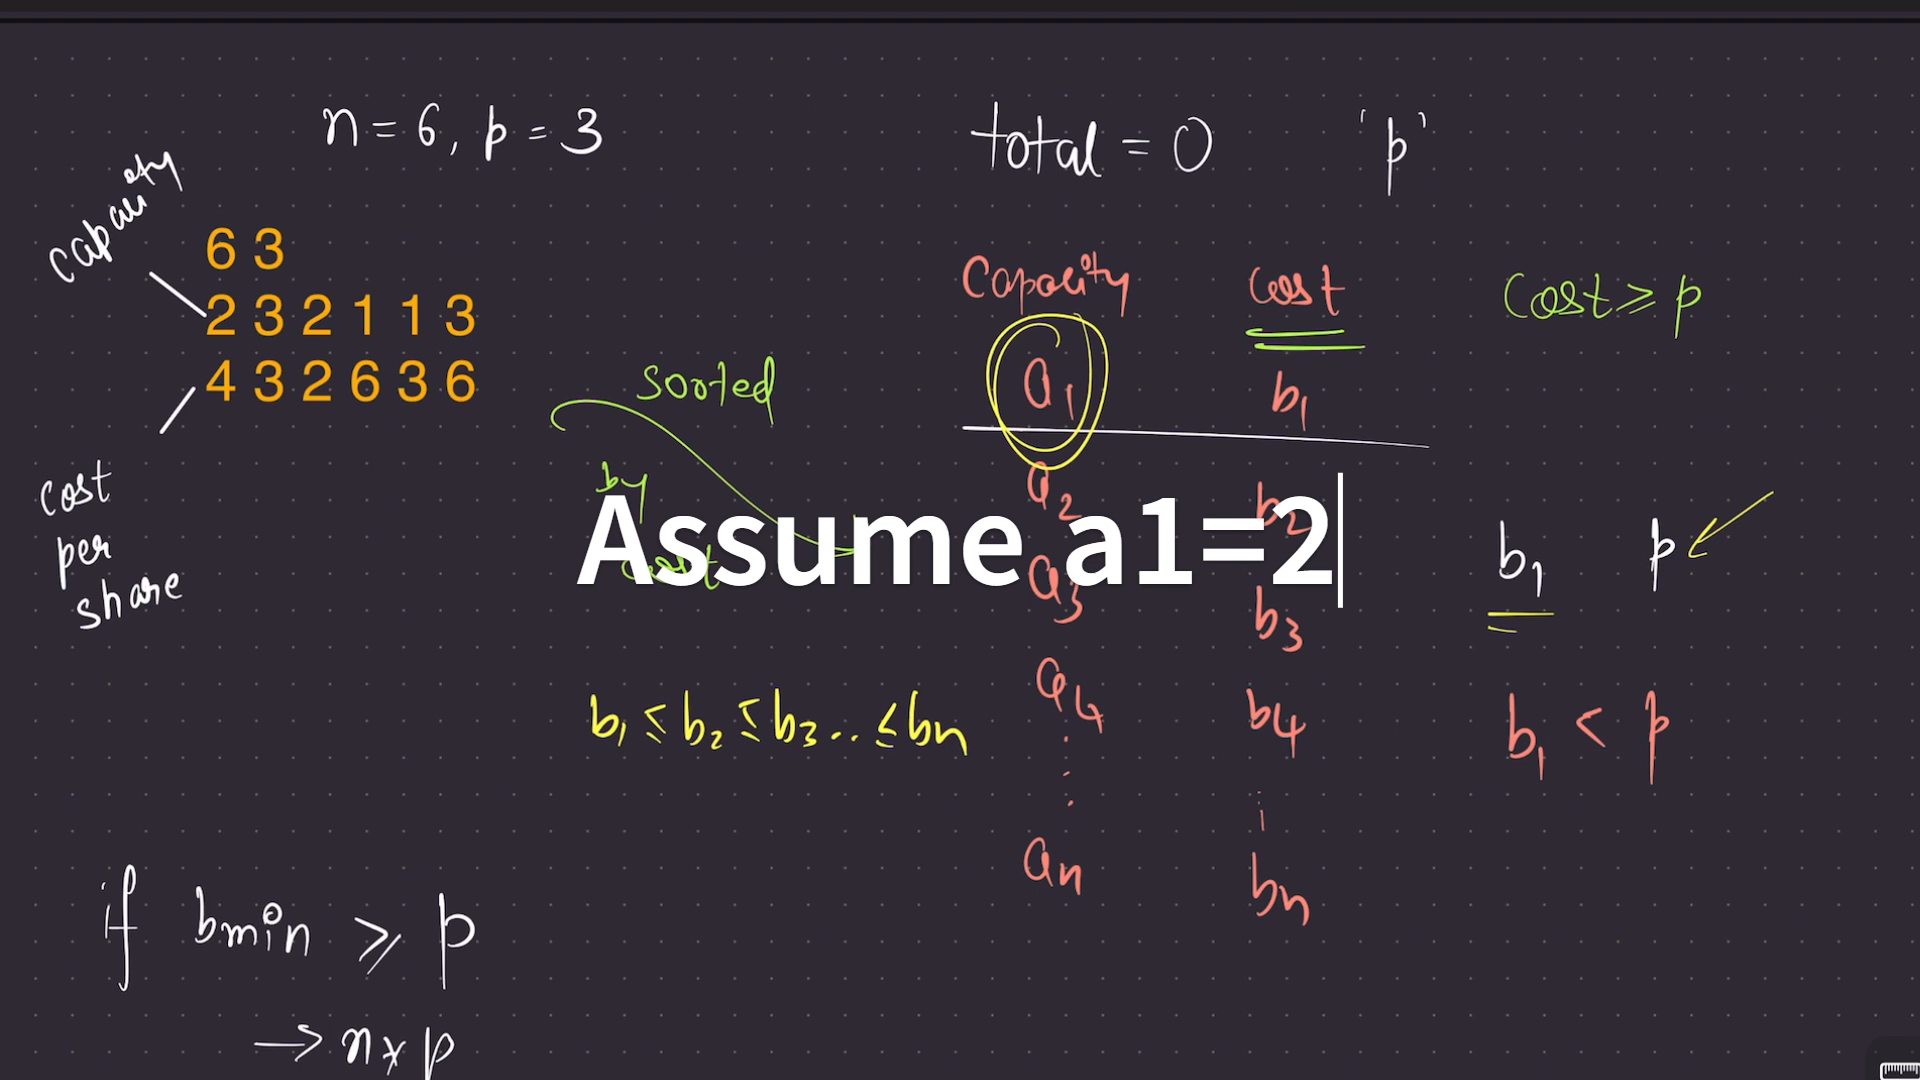 n = 6, p = 3
total = 0 'p'
capacity
6 3
2 3 2 1 1 3
4 3 2 6 3 6
cost
per
share
sorted
by
cost
Capacity cost
a1 b1
a2 b2
a3 b3
a4 b4
⋮ ⋮
an bn
Assume a1=2
cost ≥ p
b1 p
b1 < p
b1 ≤ b2 ≤ b3 .. ≤ bn
if bmin ≥ p
→ n * p